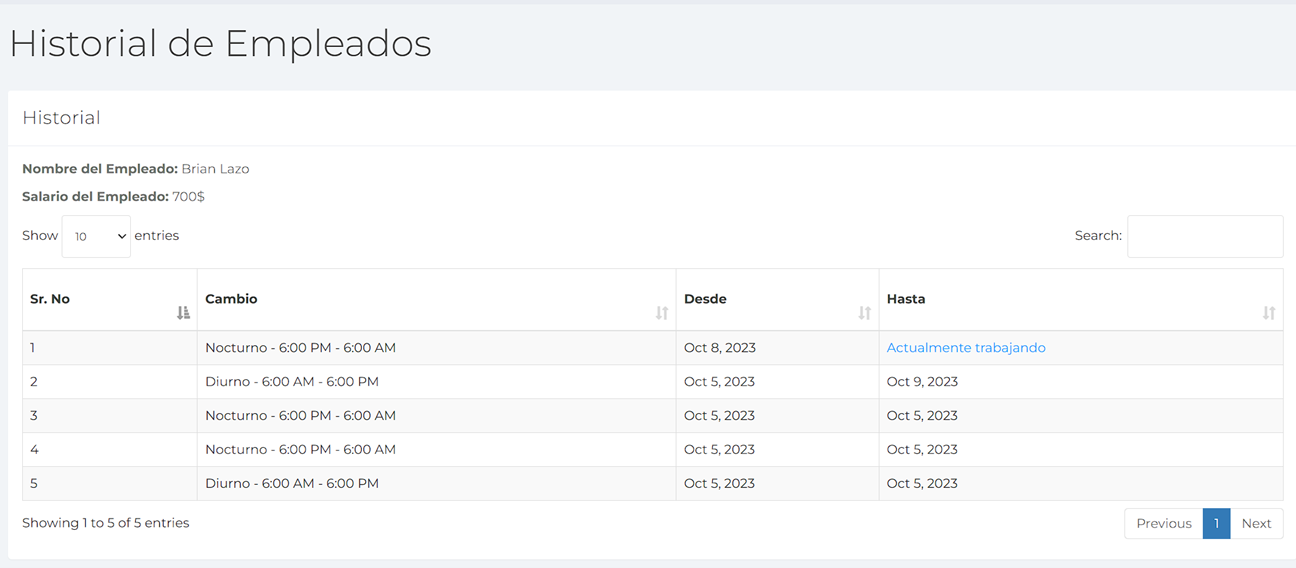 Historial de Empleados
Historial
Nombre del Empleado: Brian Lazo
Salario del Empleado: 700$
Show 10 entries Search:
Sr. No Cambio Desde Hasta
1 Nocturno - 6:00 PM - 6:00 AM Oct 8, 2023 Actualmente trabajando
2 Diurno - 6:00 AM - 6:00 PM Oct 5, 2023 Oct 9, 2023
3 Nocturno - 6:00 PM - 6:00 AM Oct 5, 2023 Oct 5, 2023
4 Nocturno - 6:00 PM - 6:00 AM Oct 5, 2023 Oct 5, 2023
5 Diurno - 6:00 AM - 6:00 PM Oct 5, 2023 Oct 5, 2023
Showing 1 to 5 of 5 entries Previous 1 Next